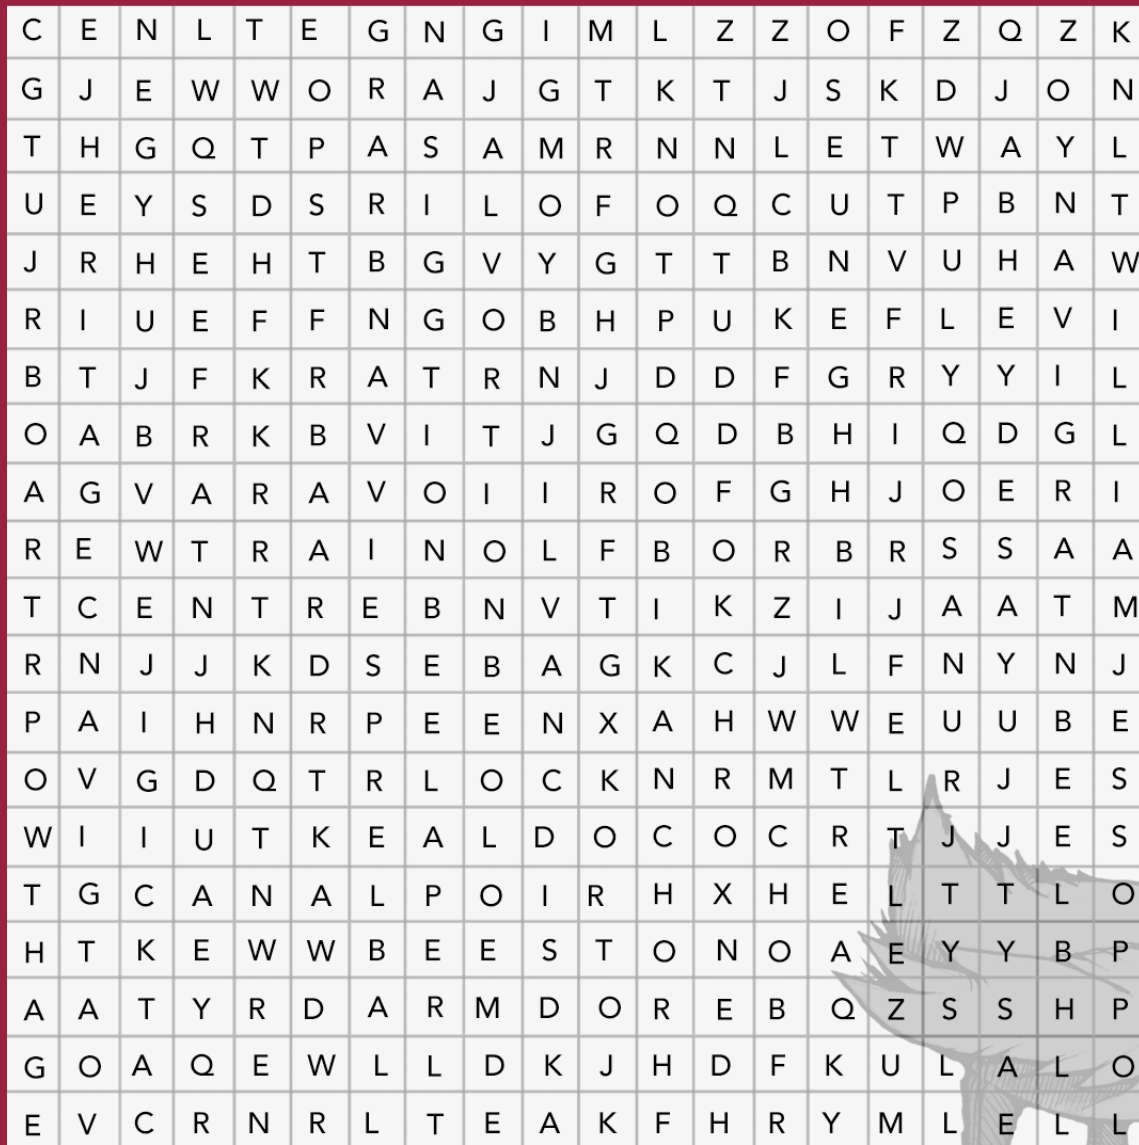 C E N L T E G N G I M L Z Z O F Z Q Z K
G J E W W O R A J G T K T J S K D J O N
T H G Q T P A S A M R N N L E T W A Y L
U E Y S D S R I L O F O Q C U T P B N T
J R H E H T B G V Y G T T B N V U H A W
R I U E F F N G O B H P U K E F L E V I
B T J F K R A T R N J D D F G R Y Y I L
O A B R K B V I T J G Q D B H I Q D G L
A G V A R A V O I I R O F G H J O E R I
R E W T R A I N O L F B O R B R S S A A
T C E N T R E B N V T I K Z I J A A T M
R N J J K D S E B A G K C J L F N Y N J
P A I H N R P E E N X A H W W E U U B E
O V G D Q T R L O C K N R M T L R J E S
W I I U T K E A L D O C O C R T J J E S
T G C A N A L P O I R H X H E L T T L O
H T K E W W B E E S T O N O A E Y Y B P
A A T Y R D A R M D O R E B Q Z S S H P
G O A Q E W L L D K J H D F K U L A L O
E V C R N R L T E A K F H R Y M L E L L